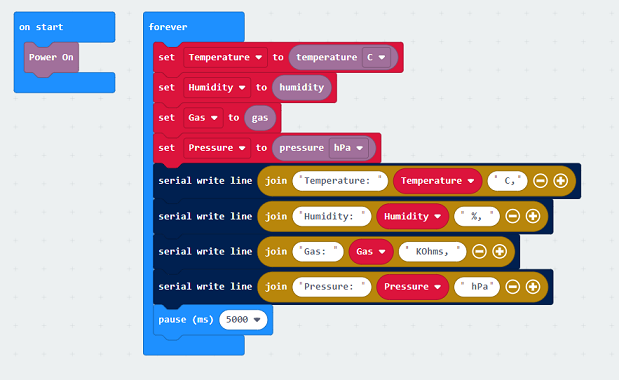 on start
Power On
forever
set Temperature to temperature C
set Humidity to humidity
set Gas to gas
set Pressure to pressure hPa
serial write line join "Temperature: " Temperature " C,"
serial write line join "Humidity: " Humidity " %, "
serial write line join "Gas: " Gas " KOhms, "
serial write line join "Pressure: " Pressure " hPa"
pause (ms) 5000